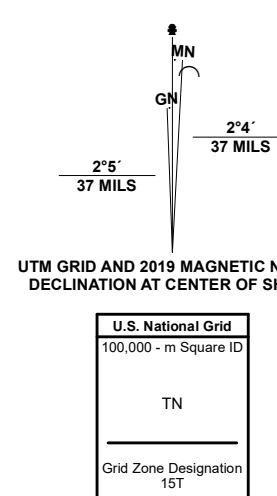 MN
GN
2°4´
37 MILS
2°5´
37 MILS
UTM GRID AND 2019 MAGNETIC N
DECLINATION AT CENTER OF SH
U.S. National Grid
100,000 - m Square ID
TN
Grid Zone Designation
15T